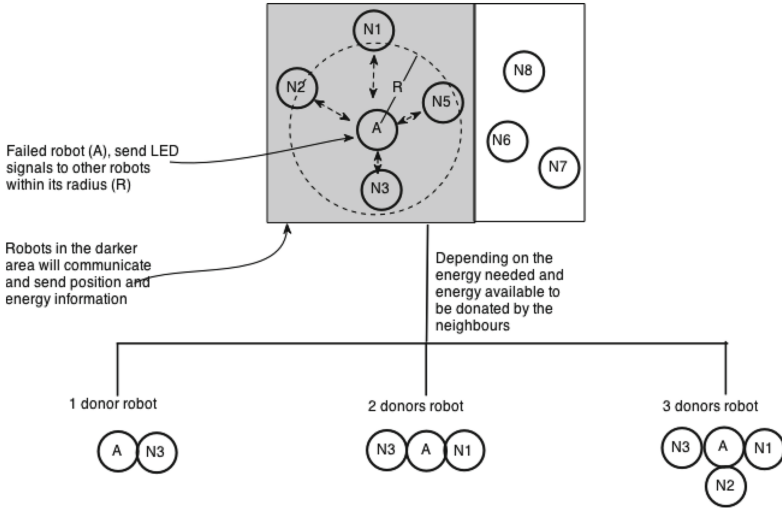 N1
N2
R
N5
A
N3
N8
N6
N7
Failed robot (A), send LED
signals to other robots
within its radius (R)
Robots in the darker
area will communicate
and send position and
energy information
Depending on the
energy needed and
energy available to
be donated by the
neighbours
1 donor robot
A N3
2 donors robot
N3 A N1
3 donors robot
N3 A N1
N2